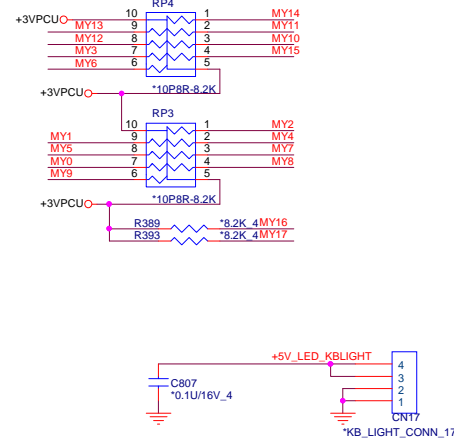 RP4
+3VPCU 10 1 MY14
MY13 9 2 MY11
MY12 8 3 MY10
MY3 7 4 MY15
MY6 6 5
+3VPCU *10P8R-8.2K
RP3
10 1 MY2
MY1 9 2 MY4
MY5 8 3 MY7
MY0 7 4 MY8
MY9 6 5
+3VPCU *10P8R-8.2K
R389 *8.2K_4 MY16
R393 *8.2K_4 MY17
+5V_LED_KBLIGHT 4
3
C807 2
*0.1U/16V_4 1
CN17
*KB_LIGHT_CONN_17